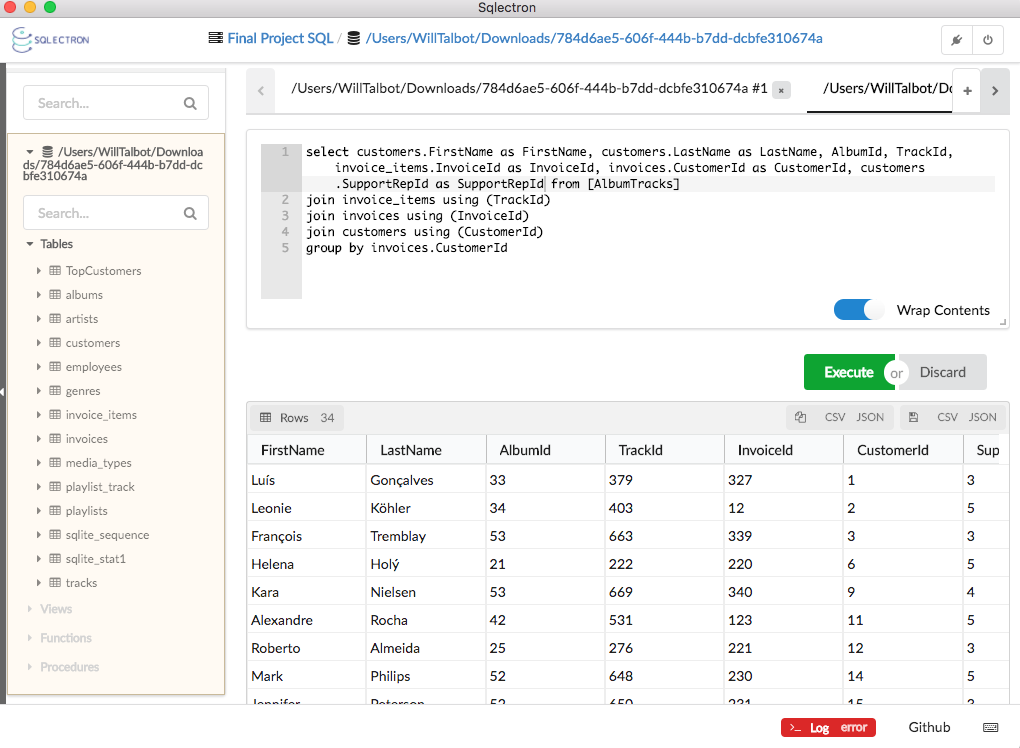 Sqlectron
SQLECTRON
Final Project SQL / /Users/WillTalbot/Downloads/784d6ae5-606f-444b-b7dd-dcbfe310674a
Search...
/Users/WillTalbot/Downloa
ds/784d6ae5-606f-444b-b7dd-dc
bfe310674a
Search...
Tables
TopCustomers
albums
artists
customers
employees
genres
invoice_items
invoices
media_types
playlist_track
playlists
sqlite_sequence
sqlite_stat1
tracks
Views
Functions
Procedures
/Users/WillTalbot/Downloads/784d6ae5-606f-444b-b7dd-dcbfe310674a #1 ×
/Users/WillTalbot/Do
+
1 select customers.FirstName as FirstName, customers.LastName as LastName, AlbumId, TrackId,
invoice_items.InvoiceId as InvoiceId, invoices.CustomerId as CustomerId, customers
.SupportRepId as SupportRepId from [AlbumTracks]
2 join invoice_items using (TrackId)
3 join invoices using (InvoiceId)
4 join customers using (CustomerId)
5 group by invoices.CustomerId
Wrap Contents
Execute or Discard
Rows 34 CSV JSON CSV JSON
FirstName LastName AlbumId TrackId InvoiceId CustomerId Sup
Luís Gonçalves 33 379 327 1 3
Leonie Köhler 34 403 12 2 5
François Tremblay 53 663 339 3 3
Helena Holý 21 222 220 6 5
Kara Nielsen 53 669 340 9 4
Alexandre Rocha 42 531 123 11 5
Roberto Almeida 25 276 221 12 3
Mark Philips 52 648 230 14 5
Jennifer Peterson 52 650 231 15 3
>_ Log error Github